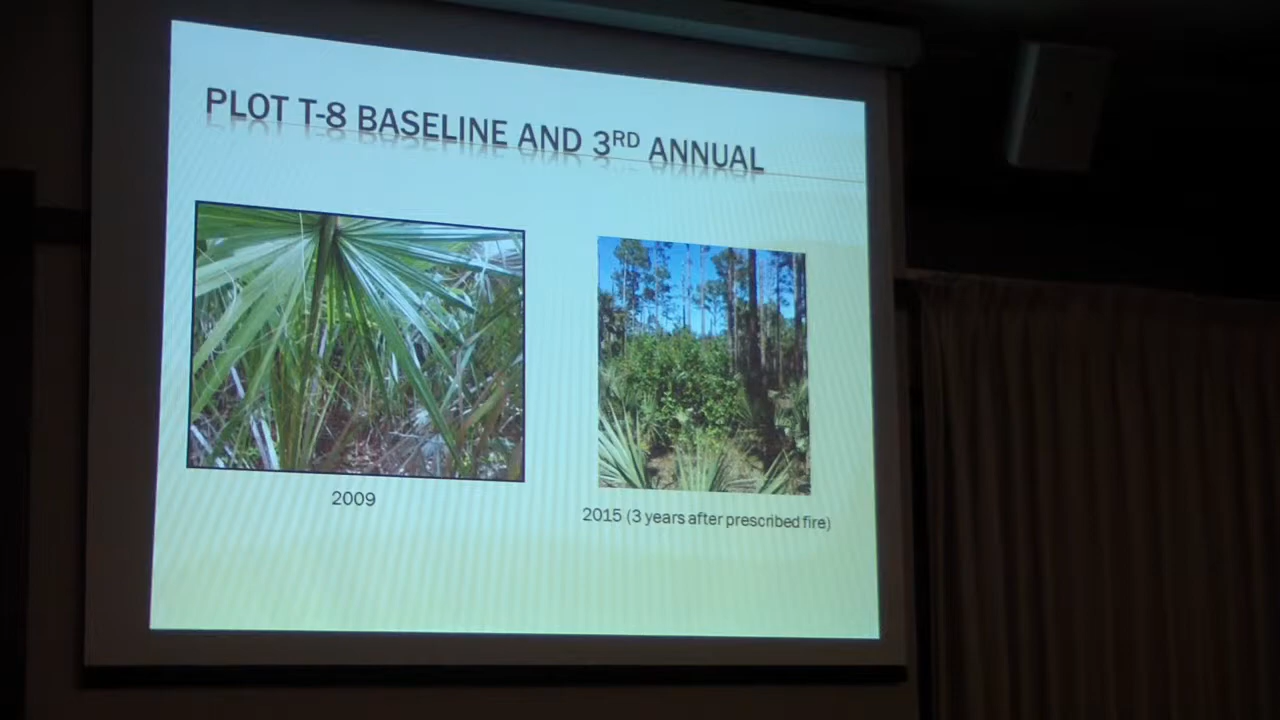 PLOT T-8 BASELINE AND 3RD ANNUAL
2009
2015 (3 years after prescribed fire)